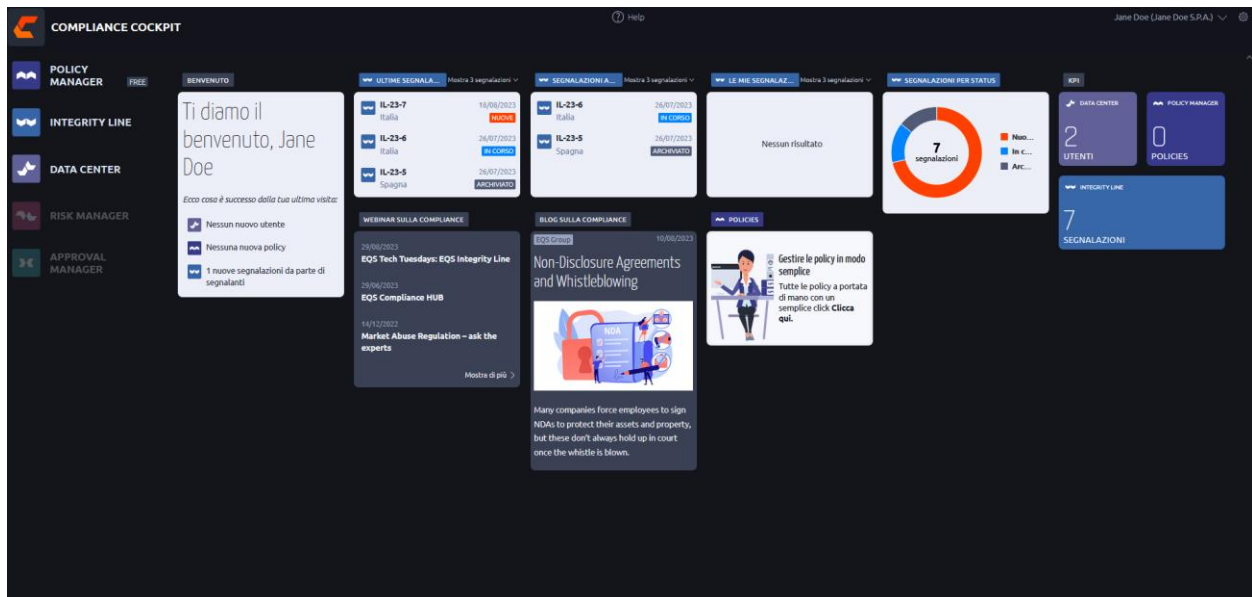 COMPLIANCE COCKPIT
Help
Jane Doe (Jane Doe S.P.A.)
POLICY
MANAGER FREE
INTEGRITY LINE
DATA CENTER
RISK MANAGER
APPROVAL
MANAGER
BENVENUTO
Ti diamo il
benvenuto, Jane
Doe
Ecco cosa è successo dalla tua ultima visita:
Nessun nuovo utente
Nessuna nuova policy
1 nuove segnalazioni da parte di
segnalanti
ULTIME SEGNALA... Mostra 3 segnalazioni
IL-23-7 18/08/2023
Italia NUOVE
IL-23-6 26/07/2023
Italia IN CORSO
IL-23-5 26/07/2023
Spagna ARCHIVIATO
WEBINAR SULLA COMPLIANCE
29/08/2023
EQS Tech Tuesdays: EQS Integrity Line
29/06/2023
EQS Compliance HUB
14/12/2022
Market Abuse Regulation – ask the
experts
Mostra di più
SEGNALAZIONI A... Mostra 3 segnalazioni
IL-23-6 26/07/2023
Italia IN CORSO
IL-23-5 26/07/2023
Spagna ARCHIVIATO
BLOG SULLA COMPLIANCE
EQS Group 10/08/2023
Non-Disclosure Agreements
and Whistleblowing
NDA
Many companies force employees to sign
NDAs to protect their assets and property,
but these don't always hold up in court
once the whistle is blown.
LE MIE SEGNALAZ... Mostra 3 segnalazioni
Nessun risultato
POLICIES
Gestire le policy in modo
semplice
Tutte le policy a portata
di mano con un
semplice click Clicca
qui.
SEGNALAZIONI PER STATUS
7
segnalazioni
Nuo...
In c...
Arc...
KPI
DATA CENTER
2
UTENTI
POLICY MANAGER
0
POLICIES
INTEGRITY LINE
7
SEGNALAZIONI